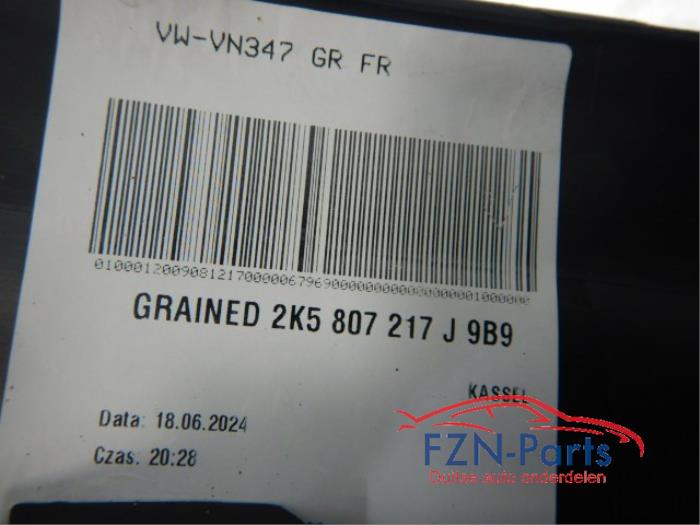 VW-VN347 GR FR
GRAINED 2K5 807 217 J 9B9
KASSEL
Data: 18.06.2024
Czas: 20:28
FZN-Parts
Duitse auto onderdelen